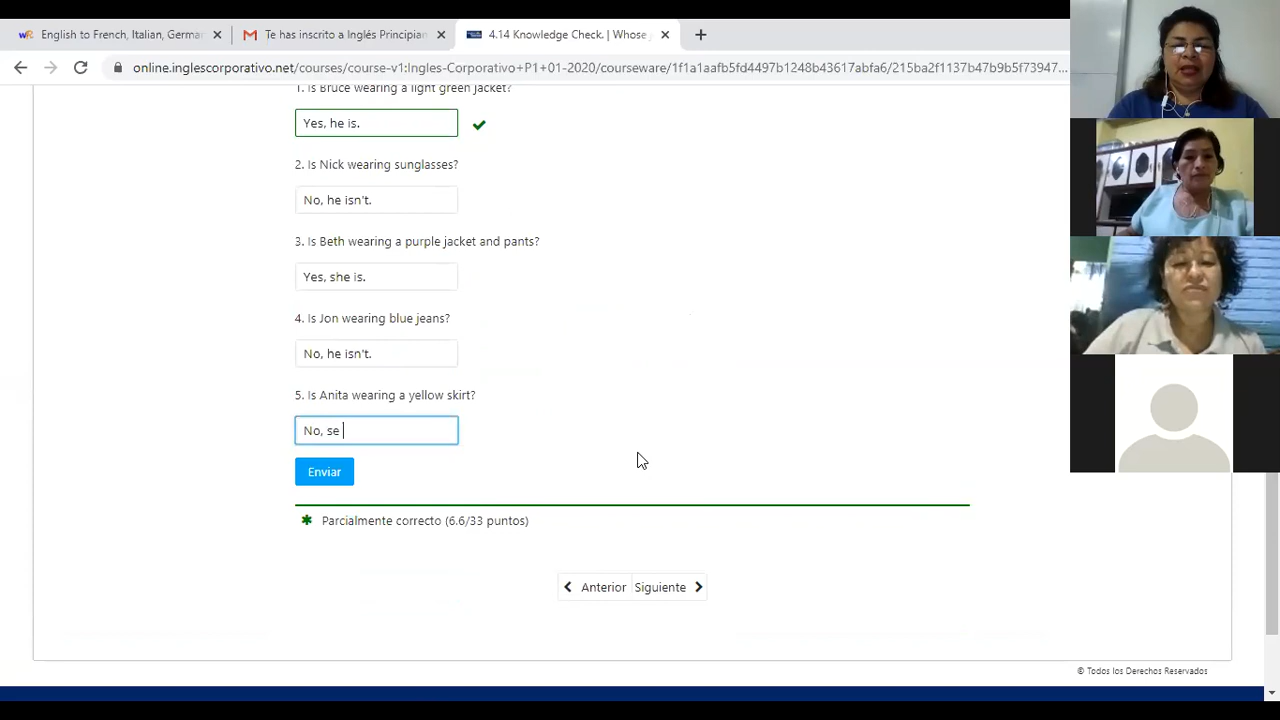 English to French, Italian, Germa
Te has inscrito a Inglés Principian
4.14 Knowledge Check. | Whose
online.inglescorporativo.net/courses/course-v1:Ingles-Corporativo+P1+01-2020/courseware/1f1a1aafb5fd4497b1248b43617abfa6/215ba2f1137b47b9b5f73947...
1. Is Bruce wearing a light green jacket?
Yes, he is.
2. Is Nick wearing sunglasses?
No, he isn't.
3. Is Beth wearing a purple jacket and pants?
Yes, she is.
4. Is Jon wearing blue jeans?
No, he isn't.
5. Is Anita wearing a yellow skirt?
No, se
Enviar
Parcialmente correcto (6.6/33 puntos)
Anterior Siguiente
© Todos los Derechos Reservados